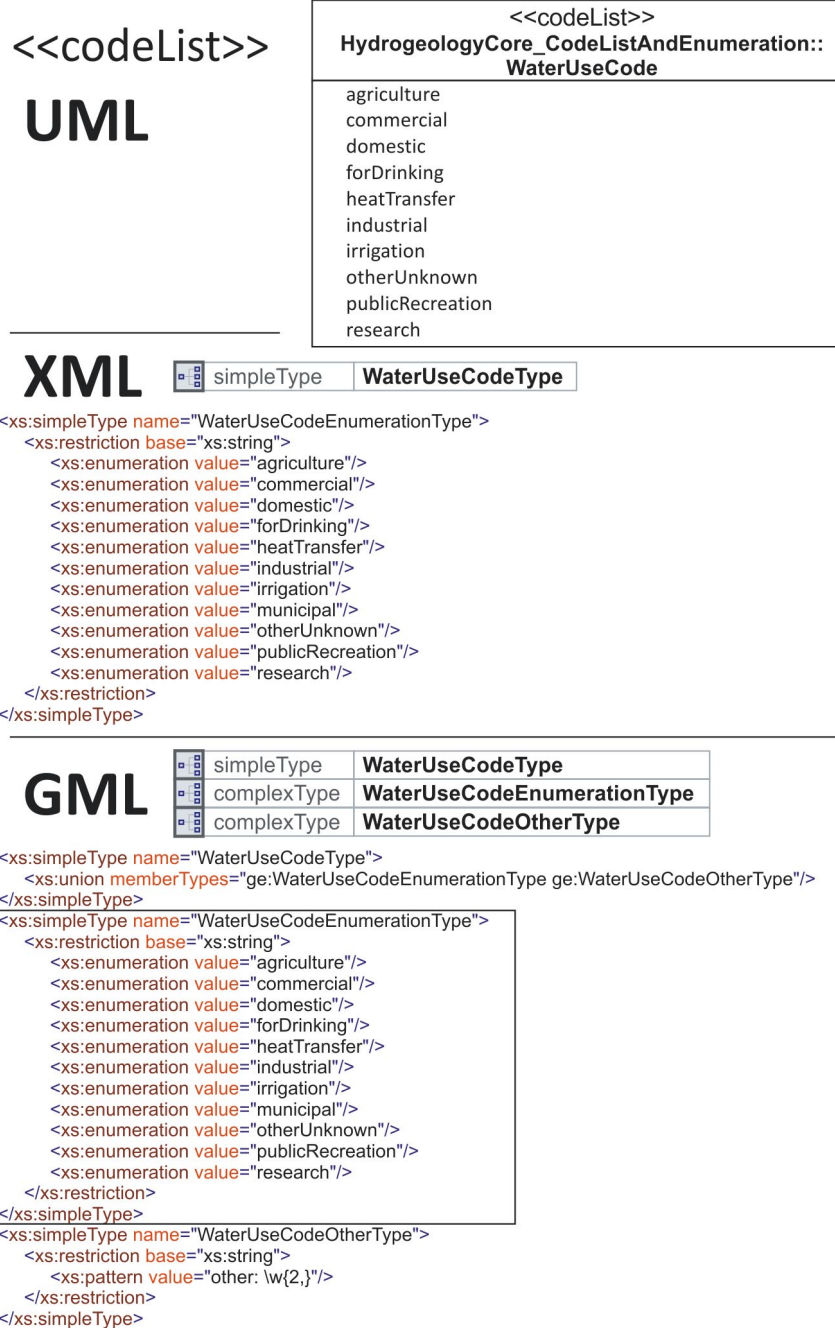 <<codeList>>
UML
<<codeList>>
HydrogeologyCore_CodeListAndEnumeration::
WaterUseCode
agriculture
commercial
domestic
forDrinking
heatTransfer
industrial
irrigation
otherUnknown
publicRecreation
research
XML simpleType WaterUseCodeType
<xs:simpleType name="WaterUseCodeEnumerationType">
<xs:restriction base="xs:string">
<xs:enumeration value="agriculture"/>
<xs:enumeration value="commercial"/>
<xs:enumeration value="domestic"/>
<xs:enumeration value="forDrinking"/>
<xs:enumeration value="heatTransfer"/>
<xs:enumeration value="industrial"/>
<xs:enumeration value="irrigation"/>
<xs:enumeration value="municipal"/>
<xs:enumeration value="otherUnknown"/>
<xs:enumeration value="publicRecreation"/>
<xs:enumeration value="research"/>
</xs:restriction>
</xs:simpleType>
GML
simpleType WaterUseCodeType
complexType WaterUseCodeEnumerationType
complexType WaterUseCodeOtherType
<xs:simpleType name="WaterUseCodeType">
<xs:union memberTypes="ge:WaterUseCodeEnumerationType ge:WaterUseCodeOtherType"/>
</xs:simpleType>
<xs:simpleType name="WaterUseCodeEnumerationType">
<xs:restriction base="xs:string">
<xs:enumeration value="agriculture"/>
<xs:enumeration value="commercial"/>
<xs:enumeration value="domestic"/>
<xs:enumeration value="forDrinking"/>
<xs:enumeration value="heatTransfer"/>
<xs:enumeration value="industrial"/>
<xs:enumeration value="irrigation"/>
<xs:enumeration value="municipal"/>
<xs:enumeration value="otherUnknown"/>
<xs:enumeration value="publicRecreation"/>
<xs:enumeration value="research"/>
</xs:restriction>
</xs:simpleType>
<xs:simpleType name="WaterUseCodeOtherType">
<xs:restriction base="xs:string">
<xs:pattern value="other: \w{2,}"/>
</xs:restriction>
</xs:simpleType>